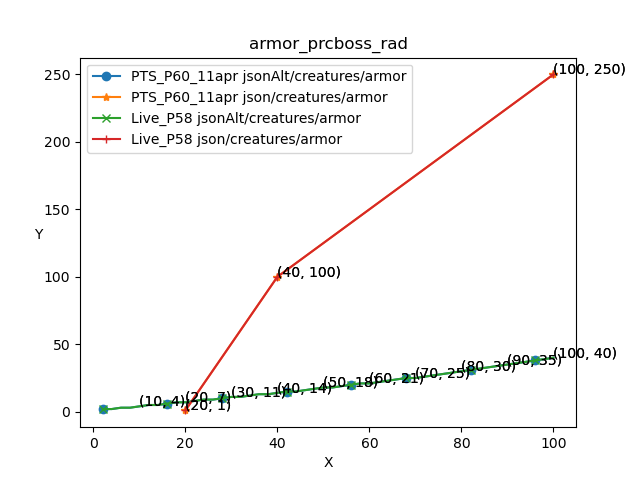 armor_prcboss_rad
PTS_P60_11apr jsonAlt/creatures/armor
PTS_P60_11apr json/creatures/armor
Live_P58 jsonAlt/creatures/armor
Live_P58 json/creatures/armor
(100, 250)
(40, 100)
(20, 1)
(10, 4)
(20, 7)
(30, 11)
(40, 14)
(50, 18)
(60, 21)
(70, 25)
(80, 30)
(90, 35)
(100, 40)
250
200
150
100
50
0
Y
0 20 40 60 80 100
X